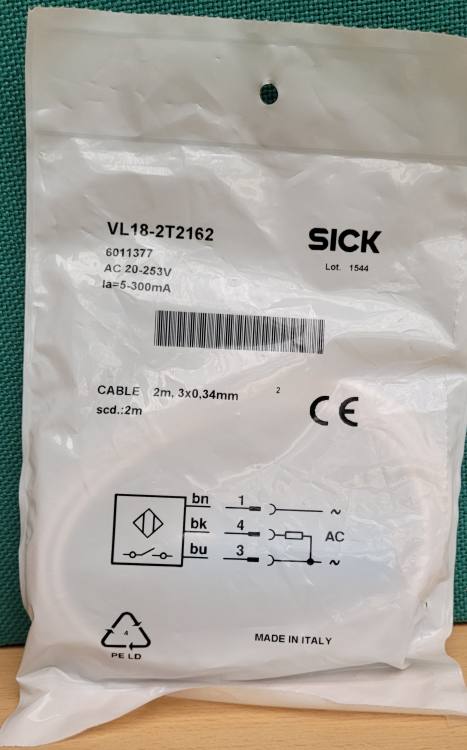 VL18-2T2162
6011377
AC 20-253V
Ia=5-300mA
SICK
Lot. 1544
CABLE 2m, 3x0,34mm 2
scd.:2m
CE
bn 1 ~
bk 4 AC
bu 3 ~
4
PE LD
MADE IN ITALY